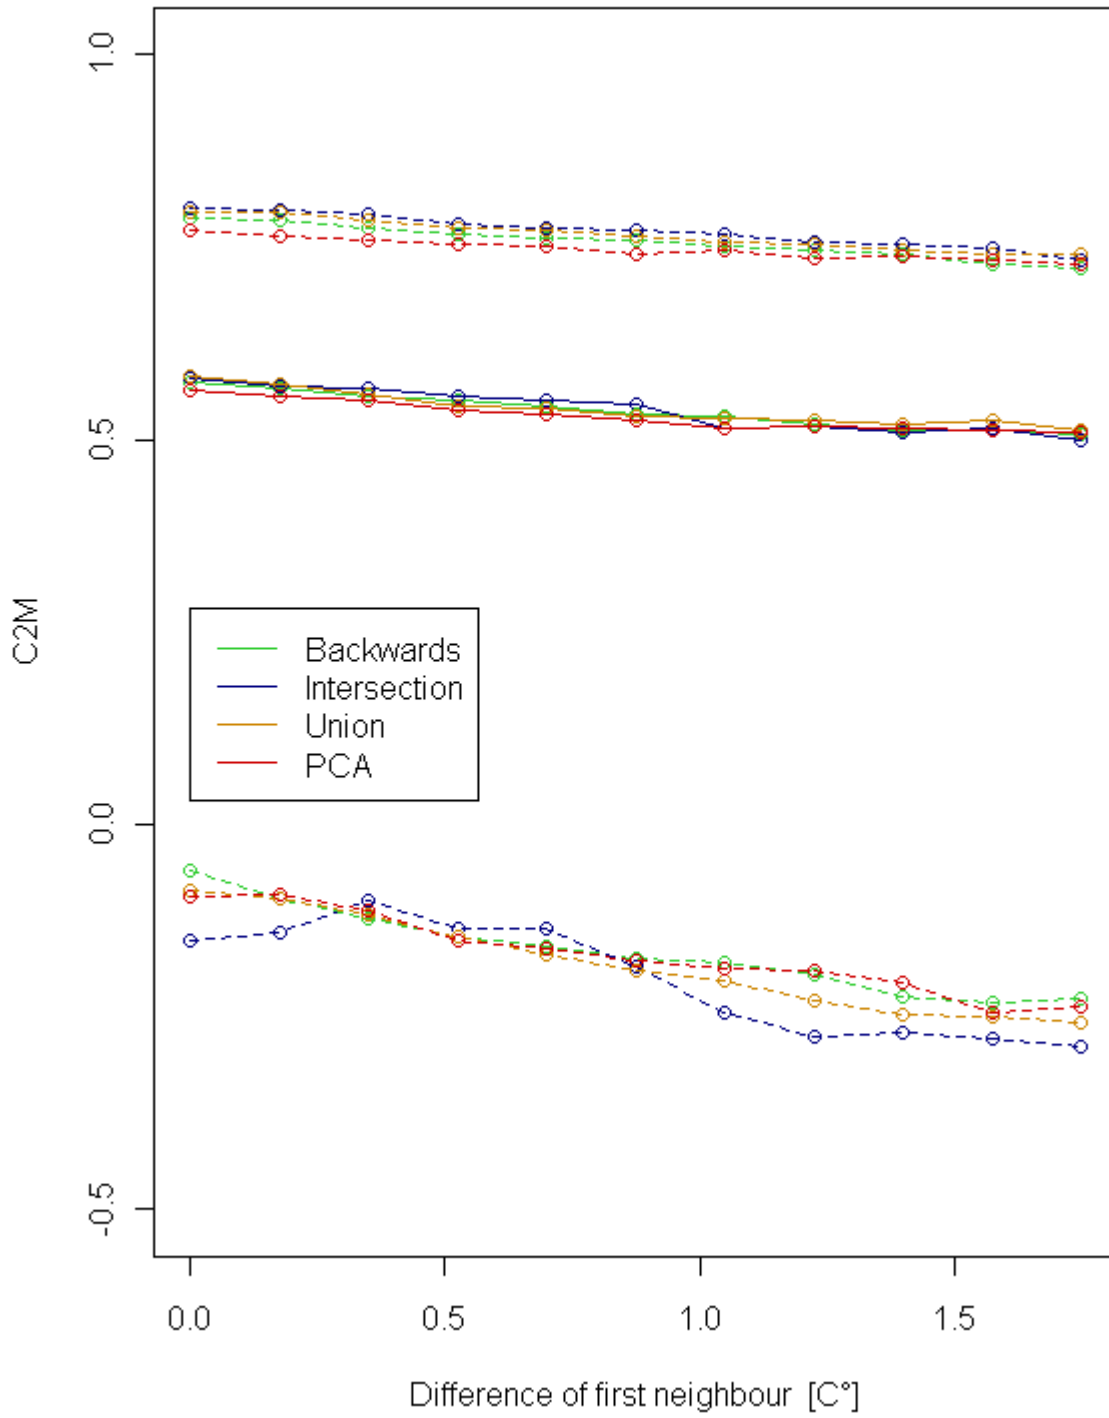 1.0
0.5
C2M
Backwards
Intersection
Union
PCA
0.0
-0.5
0.0 0.5 1.0 1.5
Difference of first neighbour [C°]